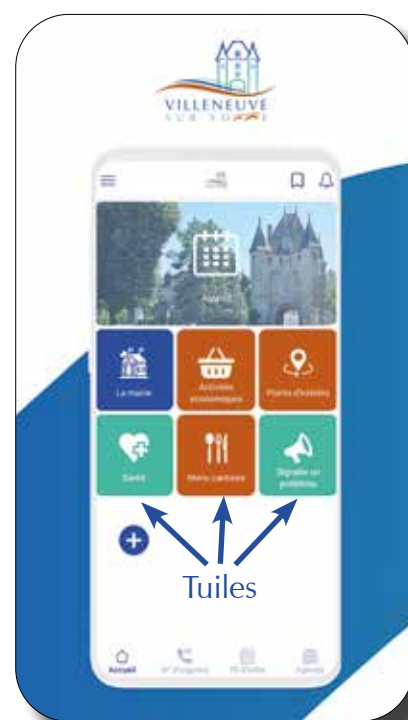 VILLENEUVE
SUR YONNE
Agenda
La mairie
Activités
économiques
Points d'intérêts
Santé
Menu cantines
Signaler un
problème
Tuiles
Accueil
N° d'urgence
Agenda